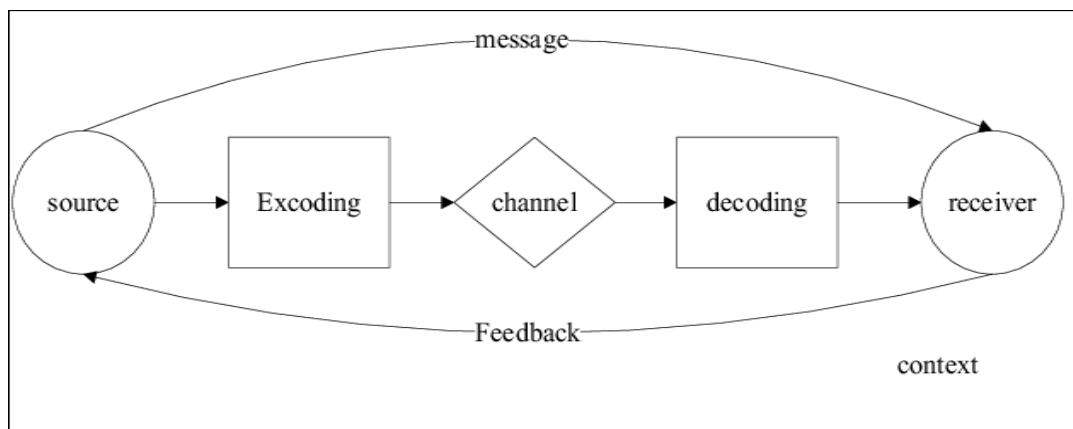 message
source
Excoding
channel
decoding
receiver
Feedback
context